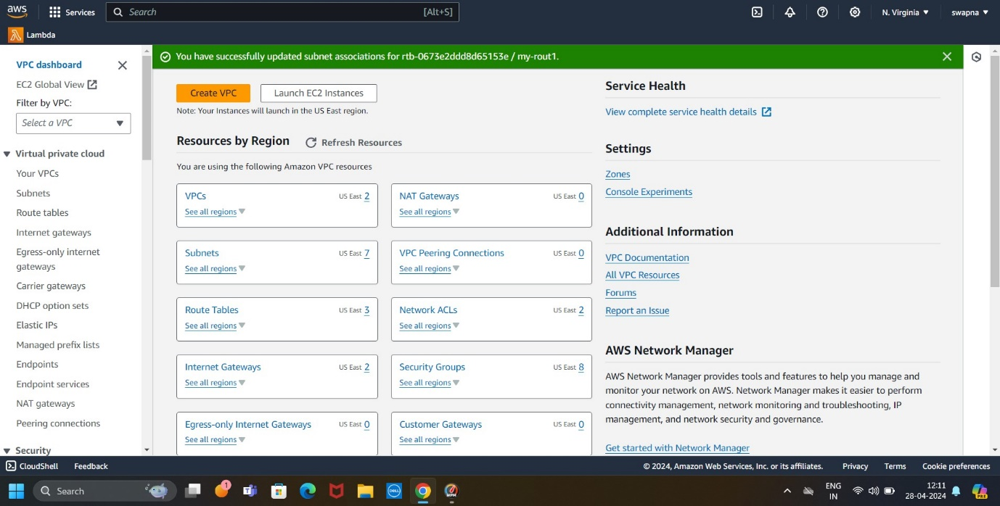 aws
Services
Search
[Alt+S]
N. Virginia
swapna
Lambda
VPC dashboard
EC2 Global View
Filter by VPC:
Select a VPC
Virtual private cloud
Your VPCs
Subnets
Route tables
Internet gateways
Egress-only internet
gateways
Carrier gateways
DHCP option sets
Elastic IPs
Managed prefix lists
Endpoints
Endpoint services
NAT gateways
Peering connections
Security
You have successfully updated subnet associations for rtb-0673e2ddd8d65153e / my-rout1.
Create VPC
Launch EC2 Instances
Note: Your Instances will launch in the US East region.
Resources by Region
Refresh Resources
You are using the following Amazon VPC resources
VPCs US East 2
See all regions
NAT Gateways US East 0
See all regions
Subnets US East 7
See all regions
VPC Peering Connections US East 0
See all regions
Route Tables US East 3
See all regions
Network ACLs US East 2
See all regions
Internet Gateways US East 2
See all regions
Security Groups US East 8
See all regions
Egress-only Internet Gateways US East 0
See all regions
Customer Gateways US East 0
See all regions
Service Health
View complete service health details
Settings
Zones
Console Experiments
Additional Information
VPC Documentation
All VPC Resources
Forums
Report an Issue
AWS Network Manager
AWS Network Manager provides tools and features to help you manage and
monitor your network on AWS. Network Manager makes it easier to perform
connectivity management, network monitoring and troubleshooting, IP
management, and network security and governance.
Get started with Network Manager
CloudShell
Feedback
© 2024, Amazon Web Services, Inc. or its affiliates.
Privacy
Terms
Cookie preferences
Search
1
DELL
ENG
IN
12:11
28-04-2024
PRE